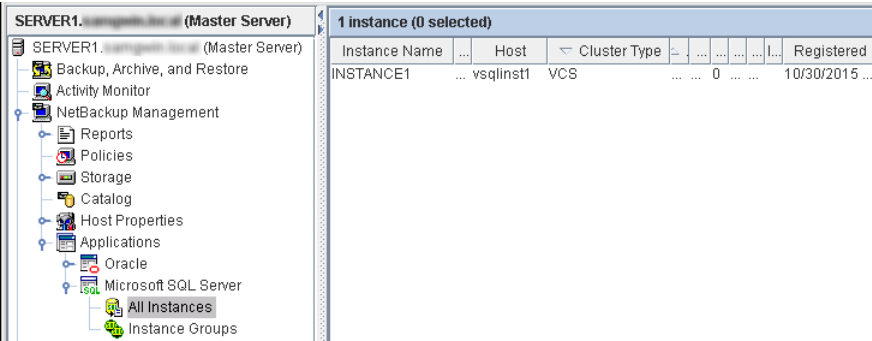 SERVER1. (Master Server)
SERVER1. (Master Server)
Backup, Archive, and Restore
Activity Monitor
NetBackup Management
Reports
Policies
Storage
Catalog
Host Properties
Applications
Oracle
Microsoft SQL Server
All Instances
Instance Groups
1 instance (0 selected)
Instance Name ... Host Cluster Type ... ... ... ... I... Registered
INSTANCE1 ... vsqlinst1 VCS ... ... 0 ... ... 10/30/2015 ...